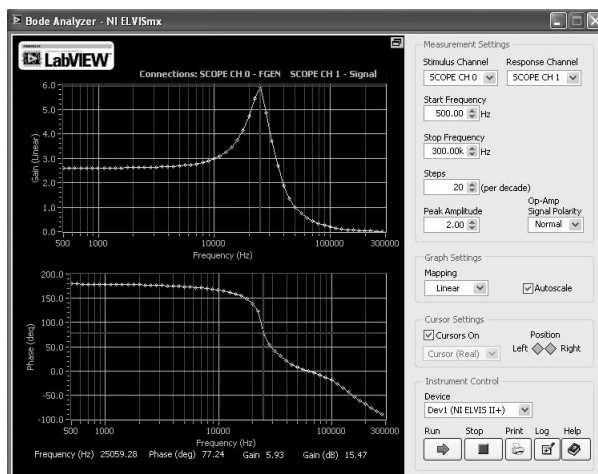 Bode Analyzer - NI ELVISmx
LabVIEW
Connections: SCOPE CH 0 - FGEN SCOPE CH 1 - Signal
6.0
5.0
4.0
3.0
2.0
1.0
0.0
Gain (Linear)
500 1000 10000 100000 300000
Frequency (Hz)
200.0
150.0
100.0
50.0
0.0
-50.0
-100.0
Phase (deg)
500 1000 10000 100000 300000
Frequency (Hz)
Frequency (Hz) 25059.28 Phase (deg) 77.24 Gain 5.93 Gain (dB) 15.47
Measurement Settings
Stimulus Channel Response Channel
SCOPE CH 0 SCOPE CH 1
Start Frequency
500.00 Hz
Stop Frequency
300.00k Hz
Steps
20 (per decade)
Op-Amp
Peak Amplitude Signal Polarity
2.00 Normal
Graph Settings
Mapping
Linear Autoscale
Cursor Settings
Cursors On Position
Cursor (Real) Left Right
Instrument Control
Device
Dev1 (NI ELVIS II+)
Run Stop Print Log Help